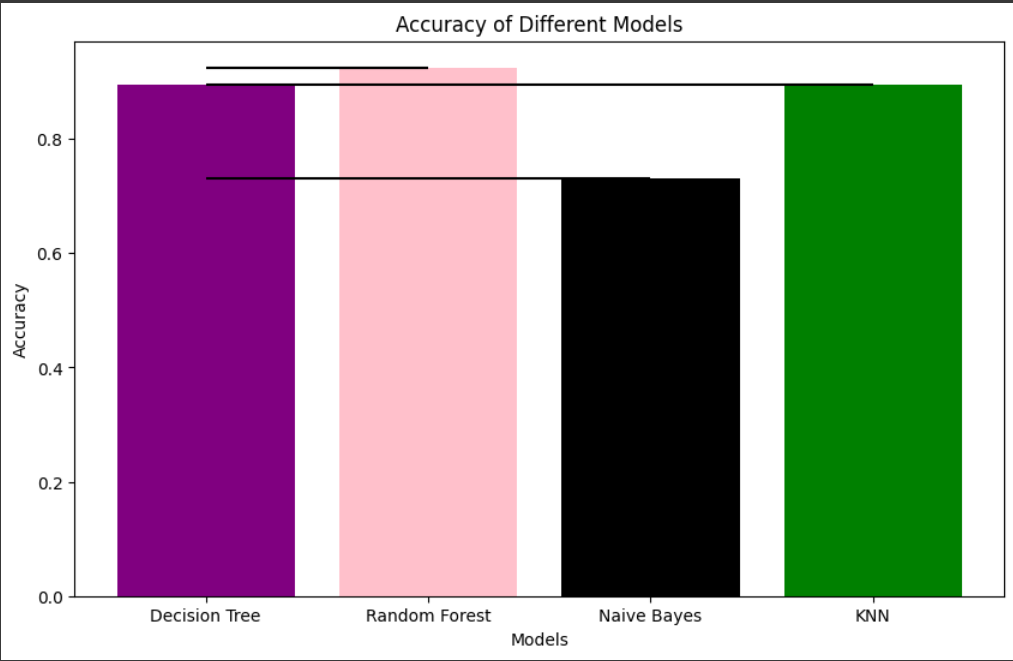 Accuracy of Different Models
Accuracy
0.8
0.6
0.4
0.2
0.0
Decision Tree Random Forest Naive Bayes KNN
Models